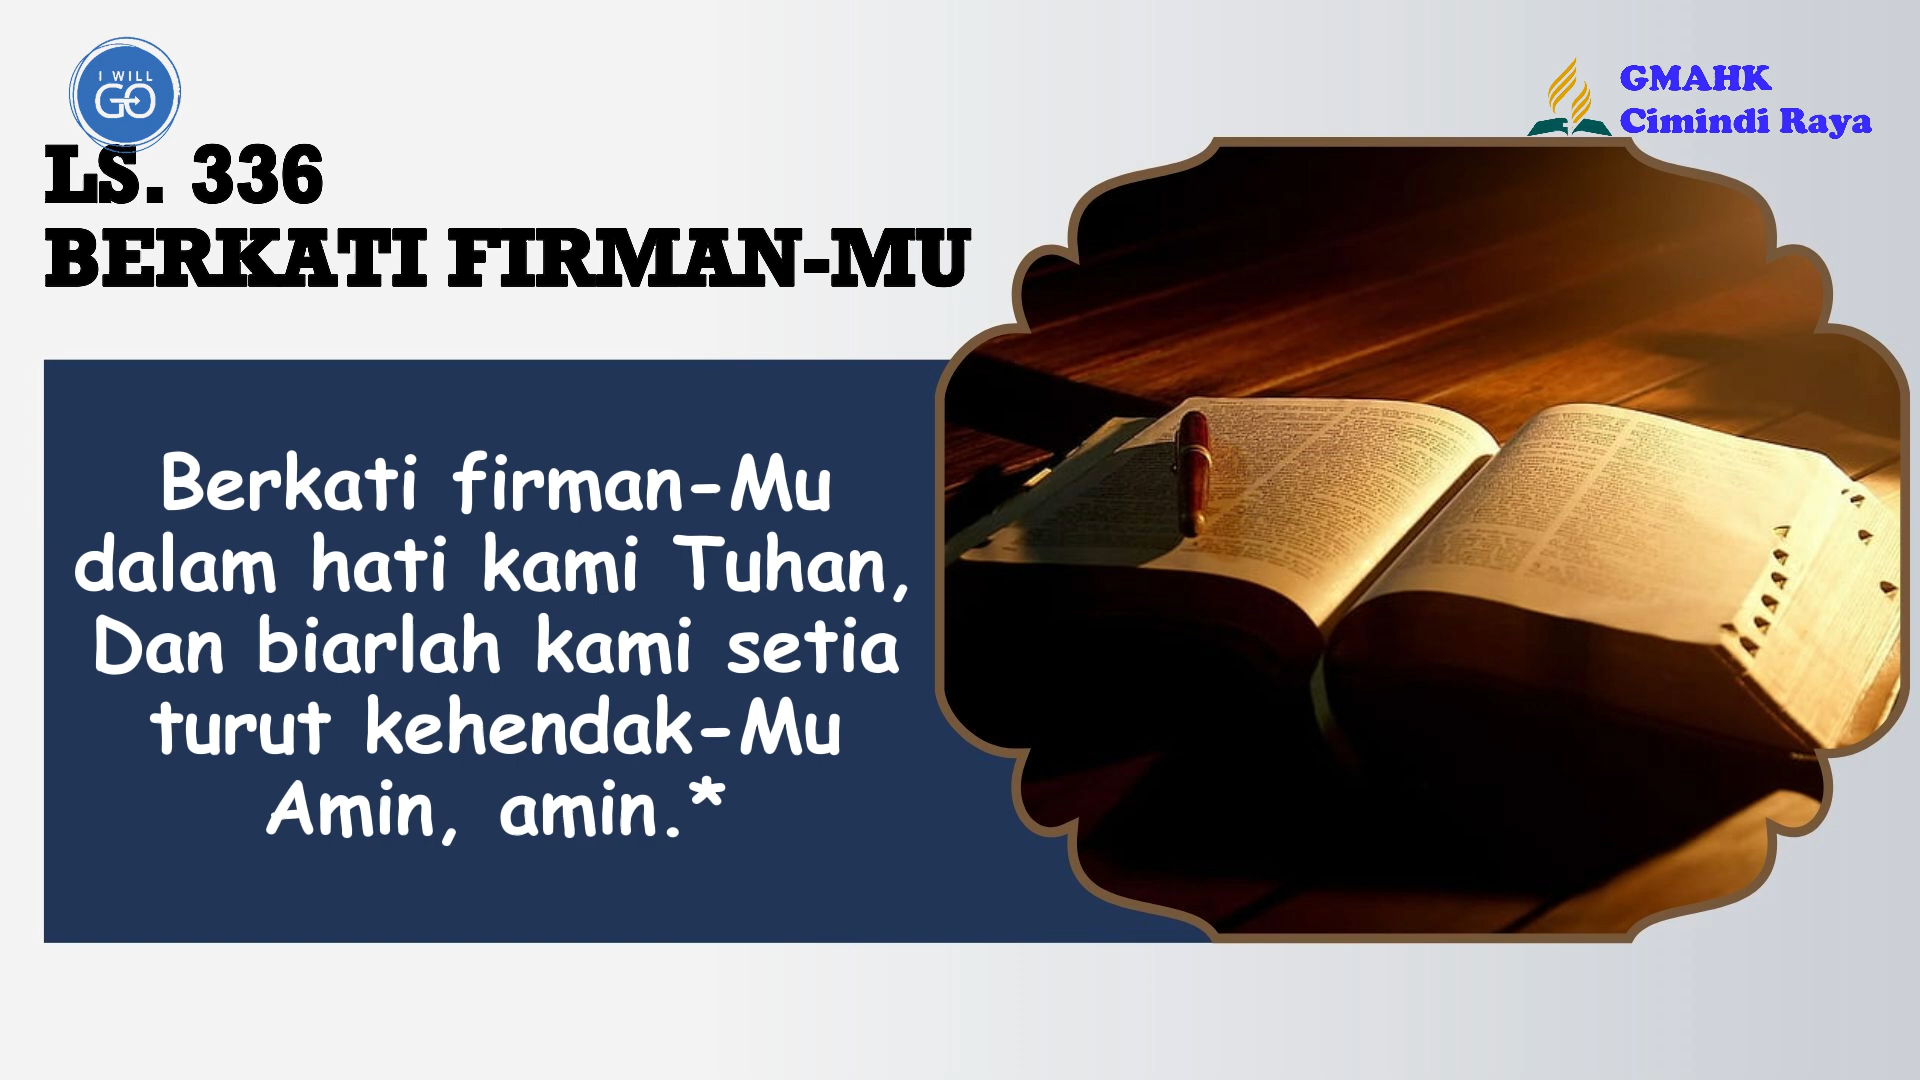 I WILL
GO
GMAHK
Cimindi Raya
LS. 336
BERKATI FIRMAN-MU
Berkati firman-Mu
dalam hati kami Tuhan,
Dan biarlah kami setia
turut kehendak-Mu
Amin, amin.*